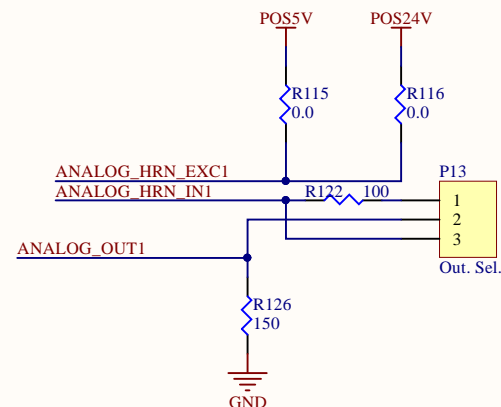 POS5V
POS24V
R115
0.0
R116
0.0
ANALOG_HRN_EXC1
ANALOG_HRN_IN1
R122
100
P13
1
2
3
Out. Sel.
ANALOG_OUT1
R126
150
GND